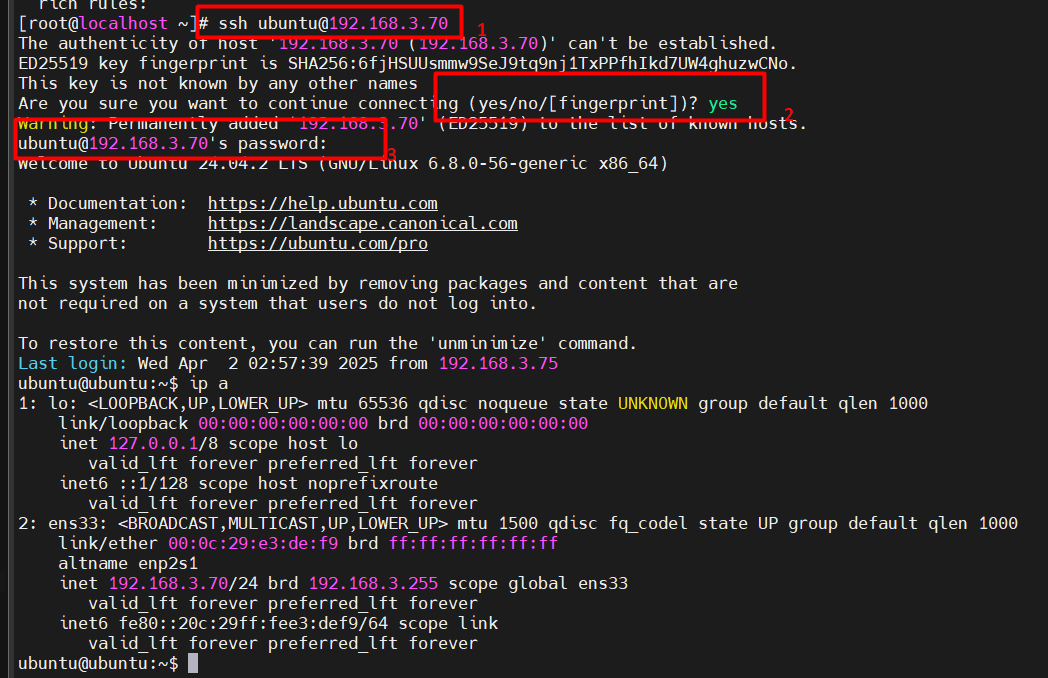 rich rules:
[root@localhost ~]# ssh ubuntu@192.168.3.70 1
The authenticity of host '192.168.3.70 (192.168.3.70)' can't be established.
ED25519 key fingerprint is SHA256:6fjHSUUsmmw9SeJ9tq9nj1TxPPfhIkd7UW4ghuzwCNo.
This key is not known by any other names
Are you sure you want to continue connecting (yes/no/[fingerprint])? yes 2
Warning: Permanently added '192.168.3.70' (ED25519) to the list of known hosts.
ubuntu@192.168.3.70's password: 3
Welcome to Ubuntu 24.04.2 LTS (GNU/Linux 6.8.0-56-generic x86_64)
* Documentation: https://help.ubuntu.com
* Management: https://landscape.canonical.com
* Support: https://ubuntu.com/pro
This system has been minimized by removing packages and content that are
not required on a system that users do not log into.
To restore this content, you can run the 'unminimize' command.
Last login: Wed Apr  2 02:57:39 2025 from 192.168.3.75
ubuntu@ubuntu:~$ ip a
1: lo: <LOOPBACK,UP,LOWER_UP> mtu 65536 qdisc noqueue state UNKNOWN group default qlen 1000
link/loopback 00:00:00:00:00:00 brd 00:00:00:00:00:00
inet 127.0.0.1/8 scope host lo
valid_lft forever preferred_lft forever
inet6 ::1/128 scope host noprefixroute
valid_lft forever preferred_lft forever
2: ens33: <BROADCAST,MULTICAST,UP,LOWER_UP> mtu 1500 qdisc fq_codel state UP group default qlen 1000
link/ether 00:0c:29:e3:de:f9 brd ff:ff:ff:ff:ff:ff
altname enp2s1
inet 192.168.3.70/24 brd 192.168.3.255 scope global ens33
valid_lft forever preferred_lft forever
inet6 fe80::20c:29ff:fee3:def9/64 scope link
valid_lft forever preferred_lft forever
ubuntu@ubuntu:~$